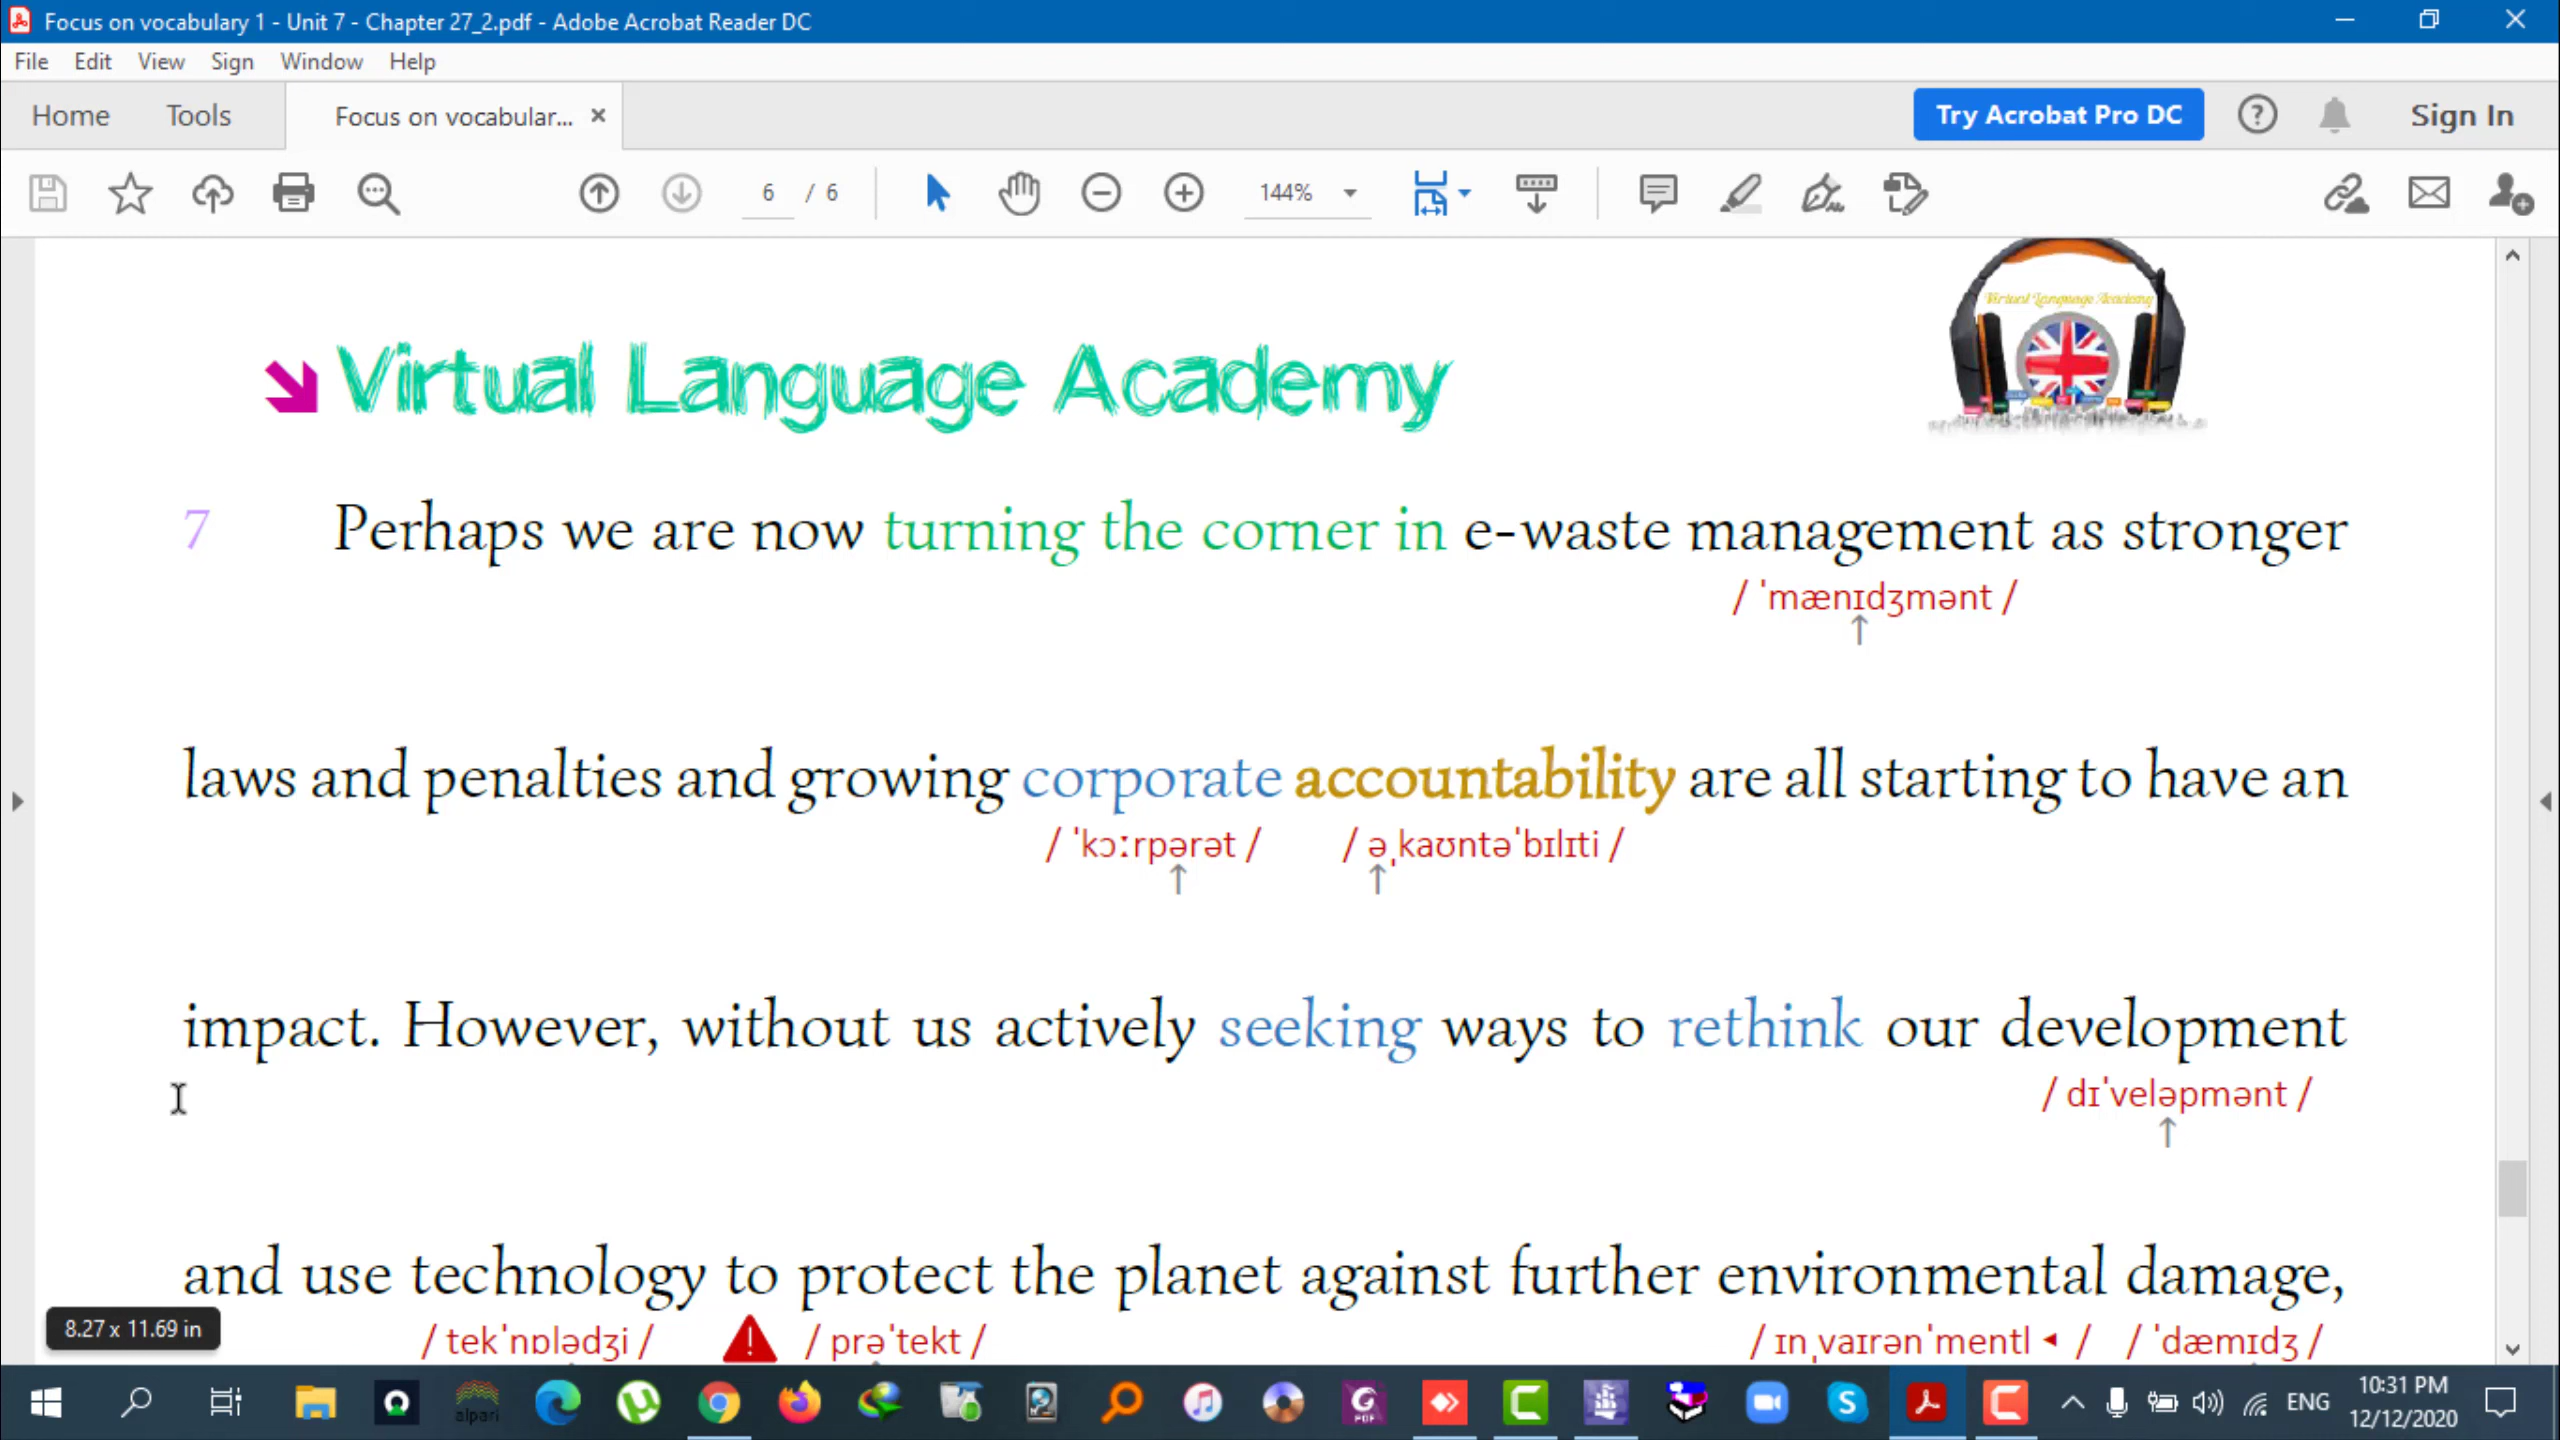 Focus on vocabulary 1 - Unit 7 - Chapter 27_2.pdf - Adobe Acrobat Reader DC
File Edit View Sign Window Help
Home Tools Focus on vocabular... × Try Acrobat Pro DC Sign In
6 / 6 144%
Virtual Language Academy
Virtual Language Academy
7 Perhaps we are now turning the corner in e-waste management as stronger
/ ˈmænɪdʒmənt /
laws and penalties and growing corporate accountability are all starting to have an
/ ˈkɔːrpərət / / əˌkaʊntəˈbɪlɪti /
impact. However, without us actively seeking ways to rethink our development
/ dɪˈveləpmənt /
and use technology to protect the planet against further environmental damage,
8.27 x 11.69 in
/ tekˈnɒlədʒi / / prəˈtekt / / ɪnˌvaɪrənˈmentl ◂ / / ˈdæmɪdʒ /
alpari
ENG
10:31 PM
12/12/2020